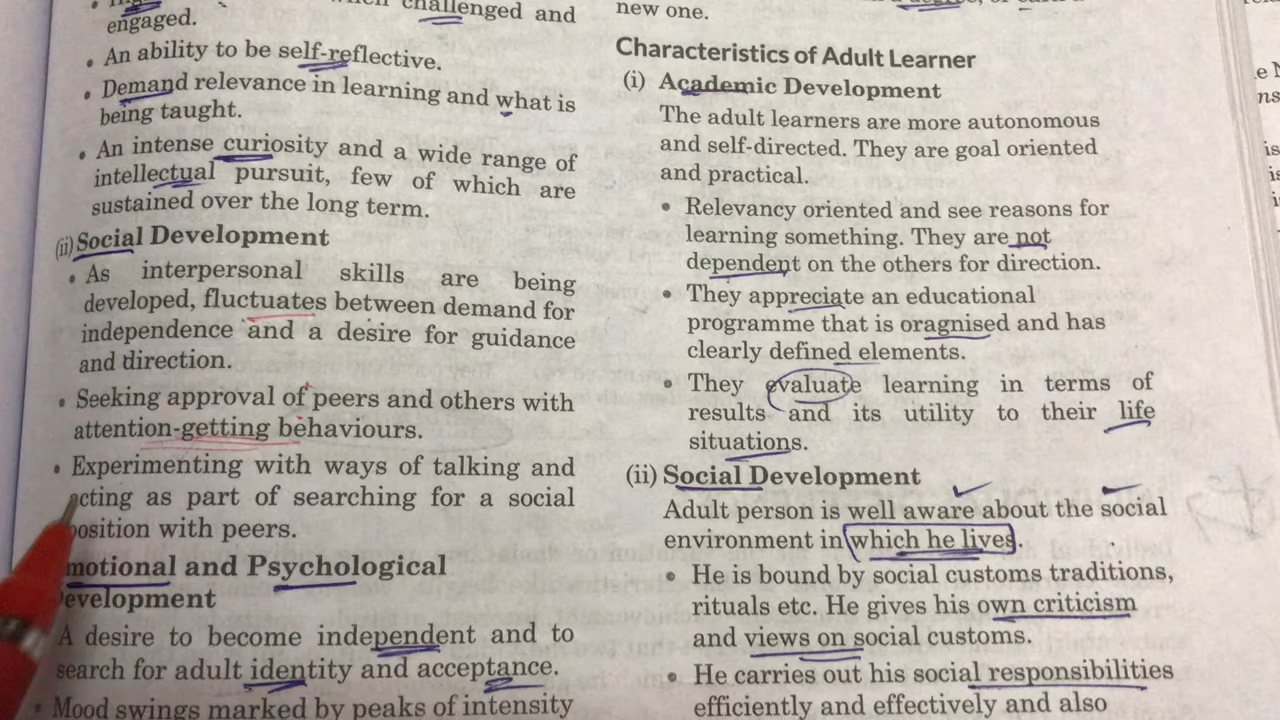 challenged and
engaged.
• An ability to be self-reflective.
• Demand relevance in learning and what is
being taught.
• An intense curiosity and a wide range of
intellectual pursuit, few of which are
sustained over the long term.
(ii) Social Development
• As interpersonal skills are being
developed, fluctuates between demand for
independence and a desire for guidance
and direction.
• Seeking approval of peers and others with
attention-getting behaviours.
• Experimenting with ways of talking and
acting as part of searching for a social
position with peers.
motional and Psychological
evelopment
A desire to become independent and to
search for adult identity and acceptance.
• Mood swings marked by peaks of intensity
new one.
Characteristics of Adult Learner
(i) Academic Development
The adult learners are more autonomous
and self-directed. They are goal oriented
and practical.
• Relevancy oriented and see reasons for
learning something. They are not
dependent on the others for direction.
• They appreciate an educational
programme that is oragnised and has
clearly defined elements.
• They evaluate learning in terms of
results and its utility to their life
situations.
(ii) Social Development
Adult person is well aware about the social
environment in which he lives.
• He is bound by social customs traditions,
rituals etc. He gives his own criticism
and views on social customs.
• He carries out his social responsibilities
efficiently and effectively and also